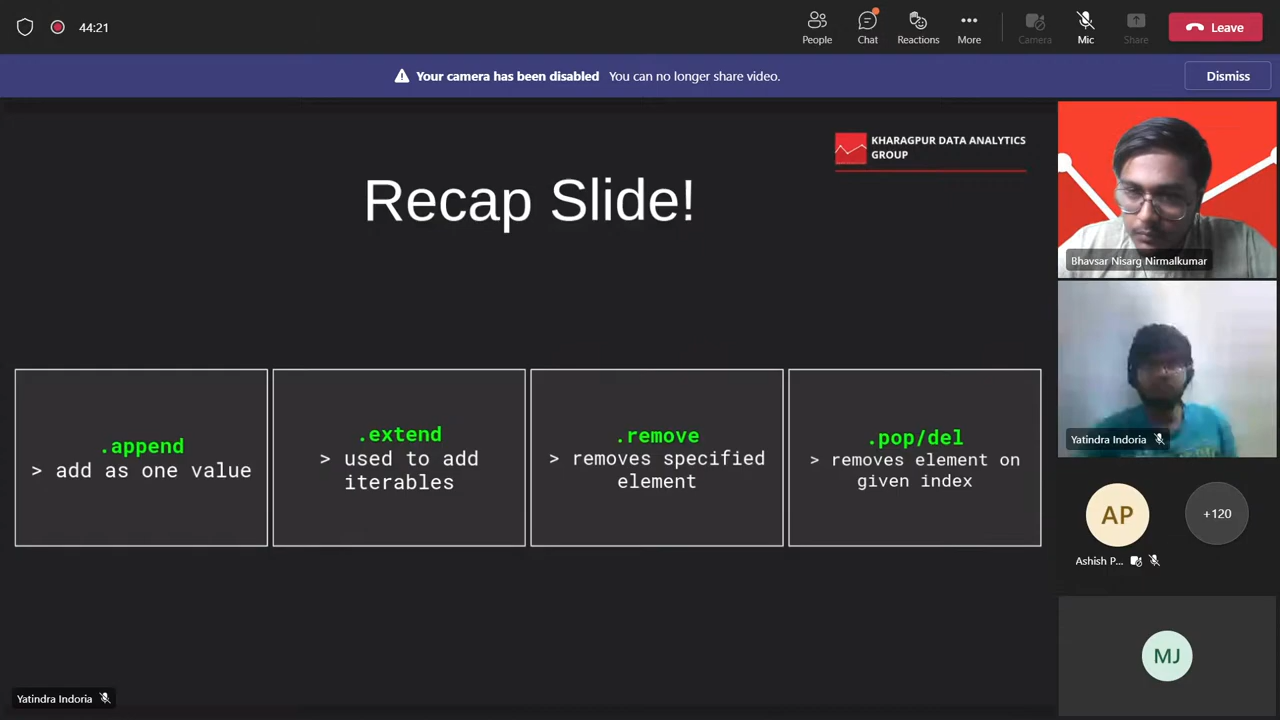 44:21
People
Chat
Reactions
More
Camera
Mic
Share
Leave
Your camera has been disabled You can no longer share video.
Dismiss
KHARAGPUR DATA ANALYTICS
GROUP
Recap Slide!
.append
> add as one value
.extend
> used to add
iterables
.remove
> removes specified
element
.pop/del
> removes element on
given index
Bhavsar Nisarg Nirmalkumar
Yatindra Indoria
AP
+120
Ashish P...
MJ
Yatindra Indoria